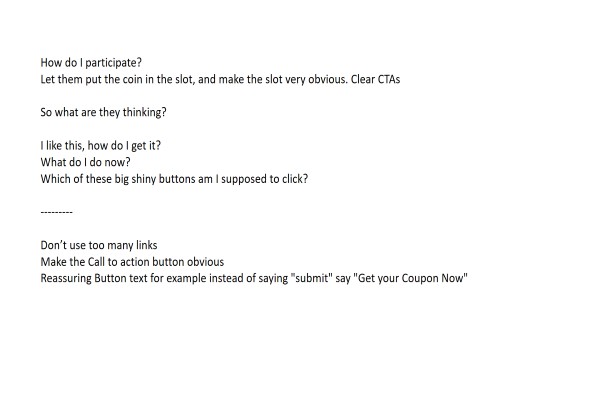 How do I participate?
Let them put the coin in the slot, and make the slot very obvious. Clear CTAs
So what are they thinking?
I like this, how do I get it?
What do I do now?
Which of these big shiny buttons am I supposed to click?
---------
Don’t use too many links
Make the Call to action button obvious
Reassuring Button text for example instead of saying "submit" say "Get your Coupon Now"